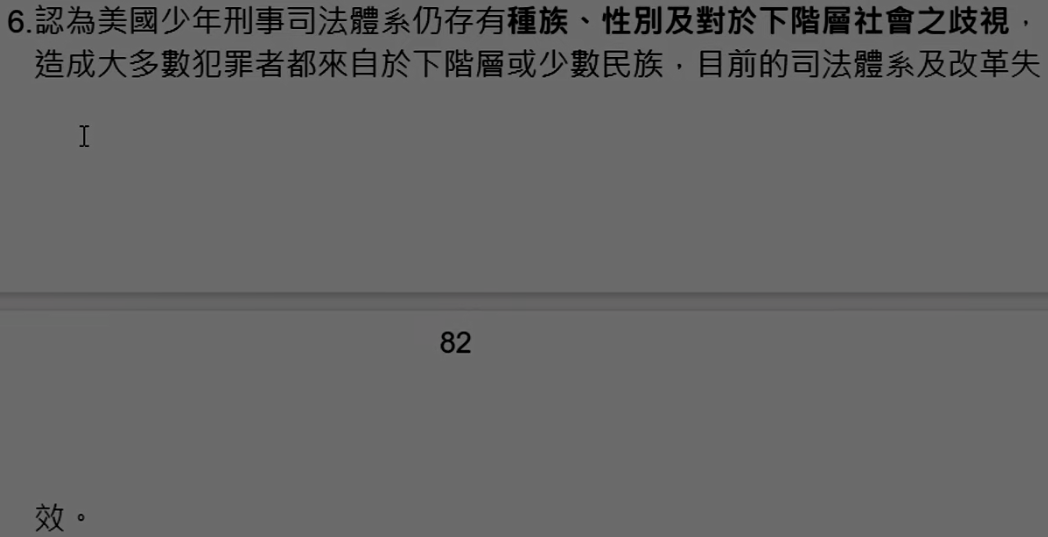 6.認為美國少年刑事司法體系仍存有種族、性別及對於下階層社會之歧視，
造成大多數犯罪者都來自於下階層或少數民族，目前的司法體系及改革失
82
效。